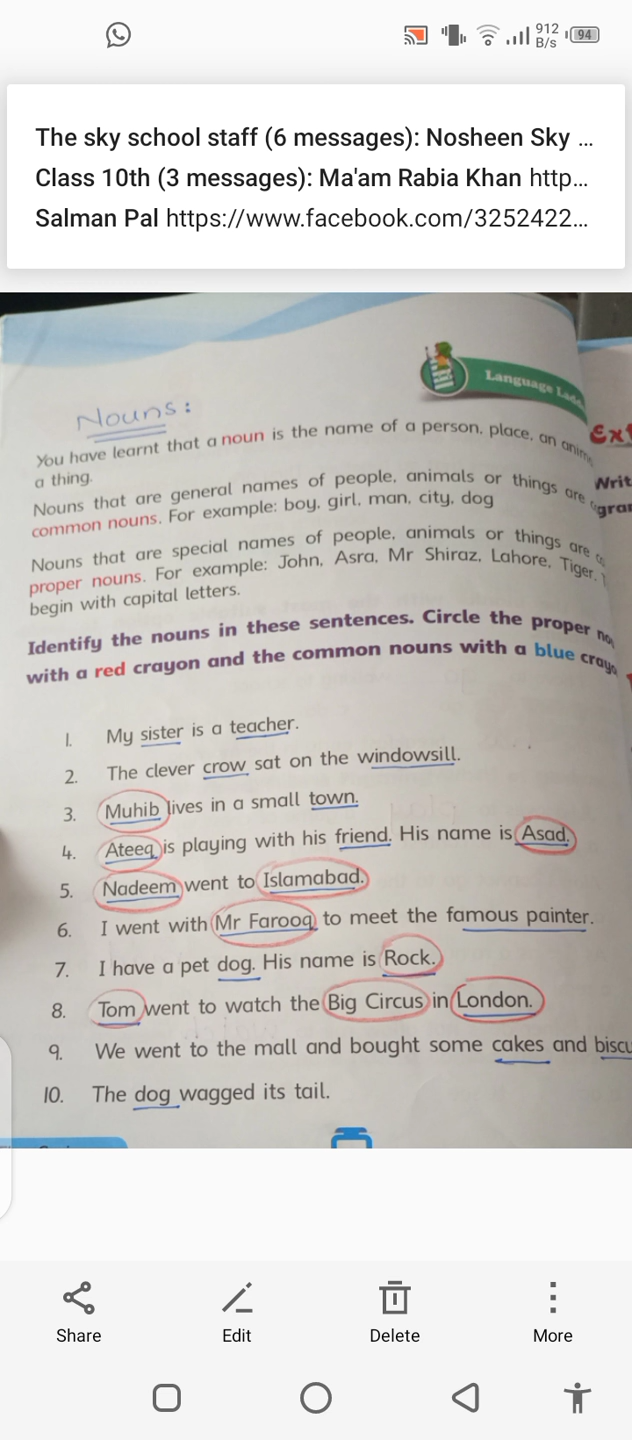 912
B/s
94
The sky school staff (6 messages): Nosheen Sky ...
Class 10th (3 messages): Ma'am Rabia Khan http...
Salman Pal https://www.facebook.com/3252422...
Language
Nouns:
You have learnt that a noun is the name of a person, place, an
a thing.
Nouns that are general names of people, animals or things are
common nouns. For example: boy, girl, man, city, dog
Nouns that are special names of people, animals or things are
proper nouns. For example: John, Asra, Mr Shiraz, Lahore, Tiger.
begin with capital letters.
Identify the nouns in these sentences. Circle the proper
with a red crayon and the common nouns with a blue
1. My sister is a teacher.
2. The clever crow sat on the windowsill.
3. Muhib lives in a small town.
4. Ateeq is playing with his friend. His name is Asad.
5. Nadeem went to Islamabad.
6. I went with Mr Farooq to meet the famous painter.
7. I have a pet dog. His name is Rock.
8. Tom went to watch the Big Circus in London.
9. We went to the mall and bought some cakes and
10. The dog wagged its tail.
Share Edit Delete More